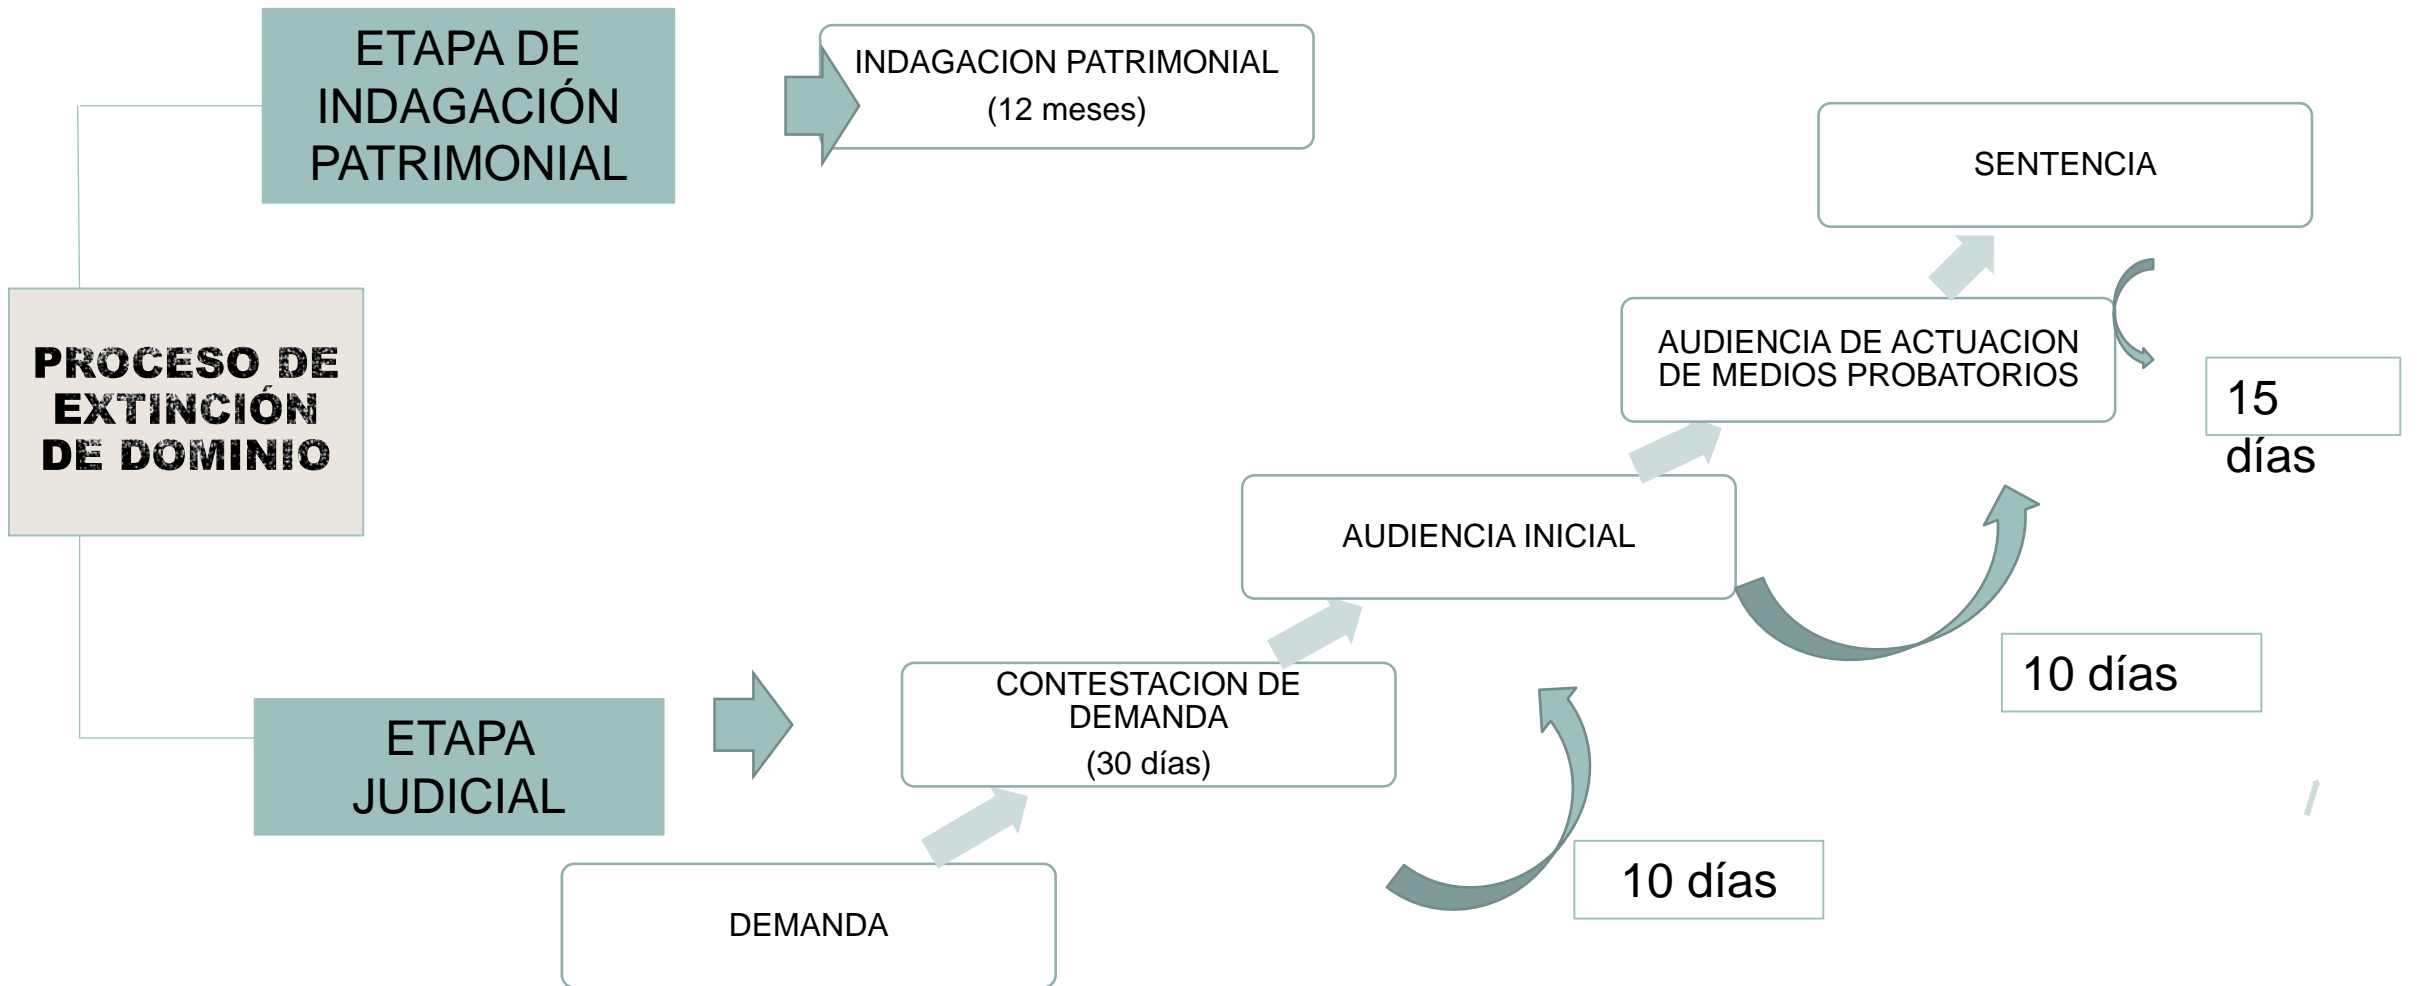 ETAPA DE
INDAGACIÓN
PATRIMONIAL
INDAGACION PATRIMONIAL
(12 meses)
SENTENCIA
PROCESO DE
EXTINCIÓN
DE DOMINIO
AUDIENCIA DE ACTUACION
DE MEDIOS PROBATORIOS
15
días
AUDIENCIA INICIAL
10 días
CONTESTACION DE
DEMANDA
(30 días)
ETAPA
JUDICIAL
10 días
DEMANDA